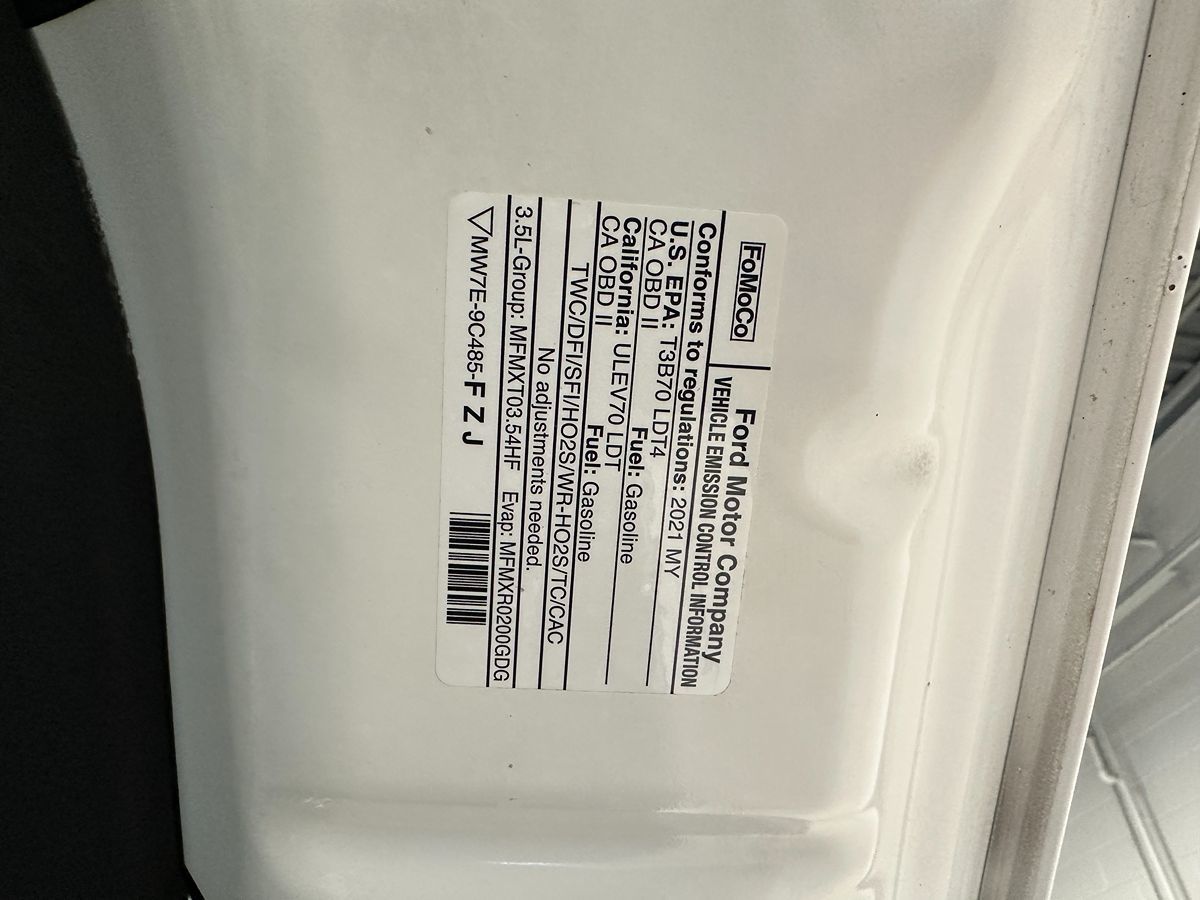 FoMoCo
Ford Motor Company
VEHICLE EMISSION CONTROL INFORMATION
Conforms to regulations: 2021 MY
U.S. EPA: T3B70 LDT4 Fuel: Gasoline
CA OBD II
California: ULEV70 LDT Fuel: Gasoline
CA OBD II
TWC/DFI/SFI/HO2S/WR-HO2S/TC/CAC
No adjustments needed.
3.5L-Group: MFMXT03.54HF Evap: MFMXR0200GDG
MW7E-9C485-F Z J